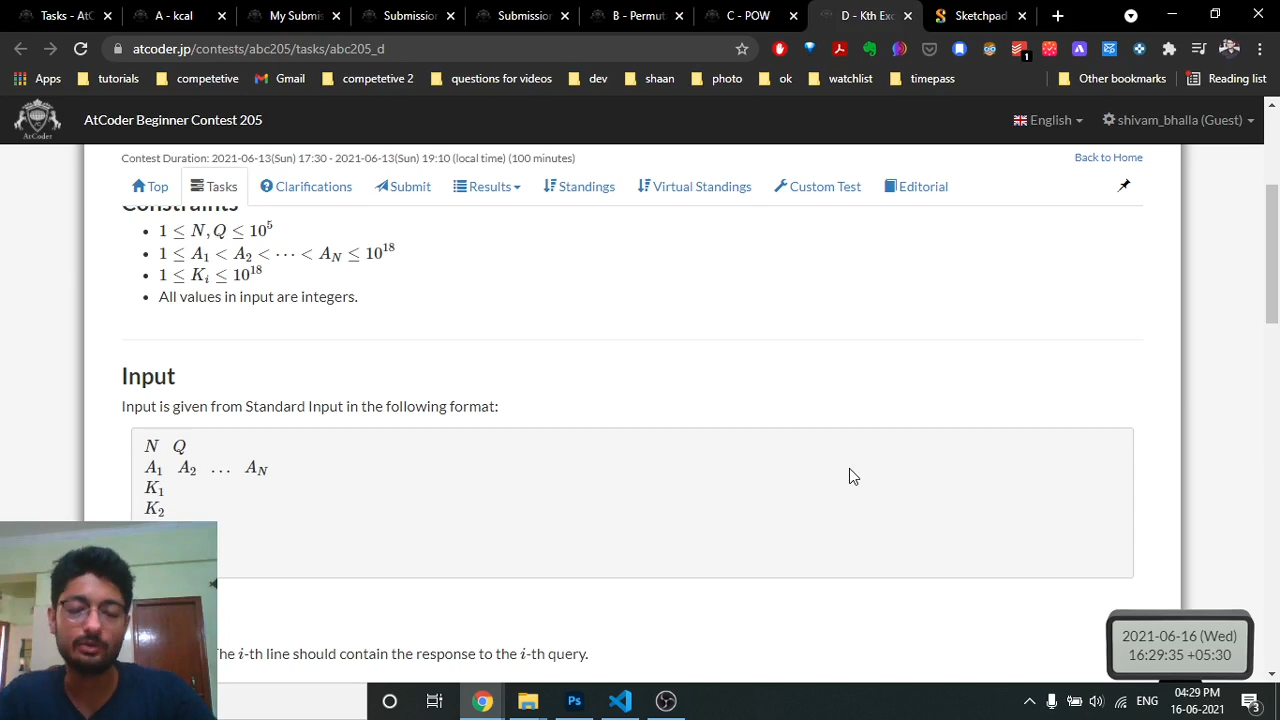 Tasks - AtC
A - kcal
My Submis
Submission
Submission
B - Permut
C - POW
D - Kth Exc
Sketchpad
atcoder.jp/contests/abc205/tasks/abc205_d
1
Apps
tutorials
competetive
Gmail
competetive 2
questions for videos
dev
shaan
photo
ok
watchlist
timepass
Other bookmarks
Reading list
AtCoder
AtCoder Beginner Contest 205
English
shivam_bhalla (Guest)
Contest Duration: 2021-06-13(Sun) 17:30 - 2021-06-13(Sun) 19:10 (local time) (100 minutes)
Back to Home
Top
Tasks
Clarifications
Submit
Results
Standings
Virtual Standings
Custom Test
Editorial
Constraints
1 ≤ N, Q ≤ 10^5
1 ≤ A_1 < A_2 < ⋯ < A_N ≤ 10^18
1 ≤ K_i ≤ 10^18
All values in input are integers.
Input
Input is given from Standard Input in the following format:
N Q
A_1 A_2 … A_N
K_1
K_2
he i-th line should contain the response to the i-th query.
2021-06-16 (Wed)
16:29:35 +05:30
Ps
ENG
04:29 PM
16-06-2021
3